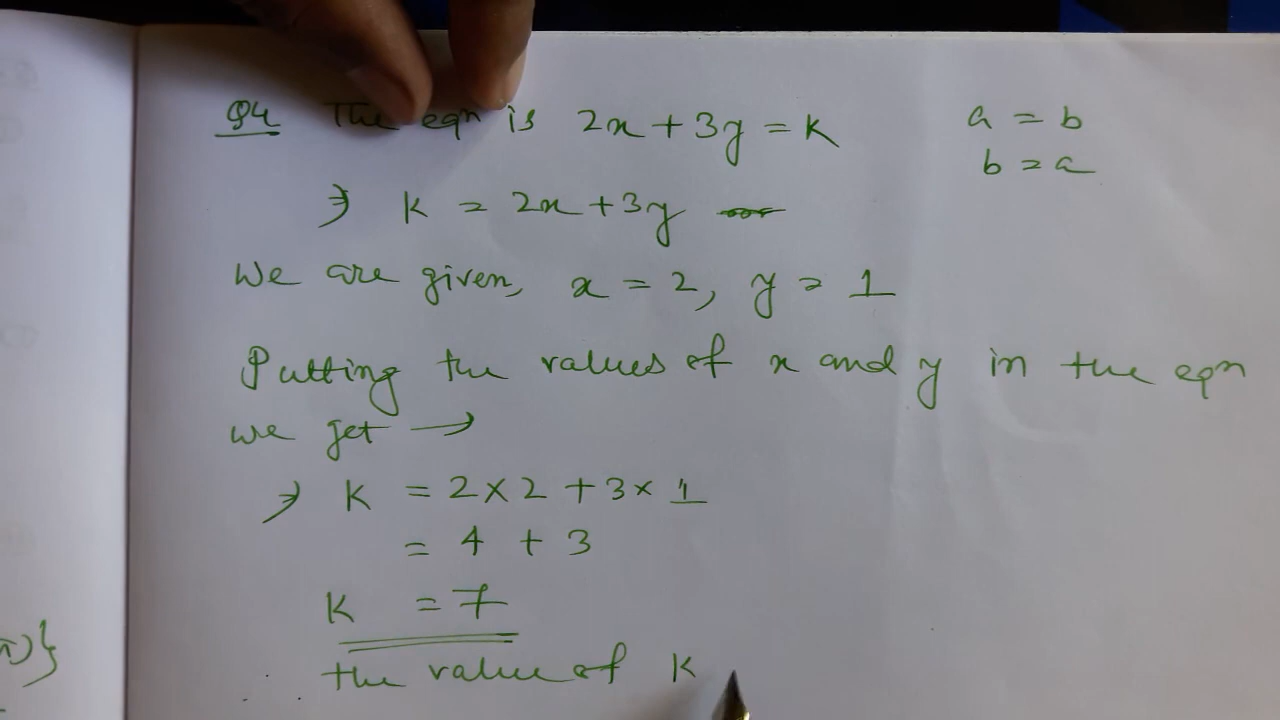 Q4 The eqn is 2x + 3y = K
a = b
b = a
⇒ K = 2x + 3y
We are given, x = 2, y = 1
Putting the values of x and y in the eqn
we get →
⇒ K = 2 × 2 + 3 × 1
= 4 + 3
K = 7
∴ the value of K